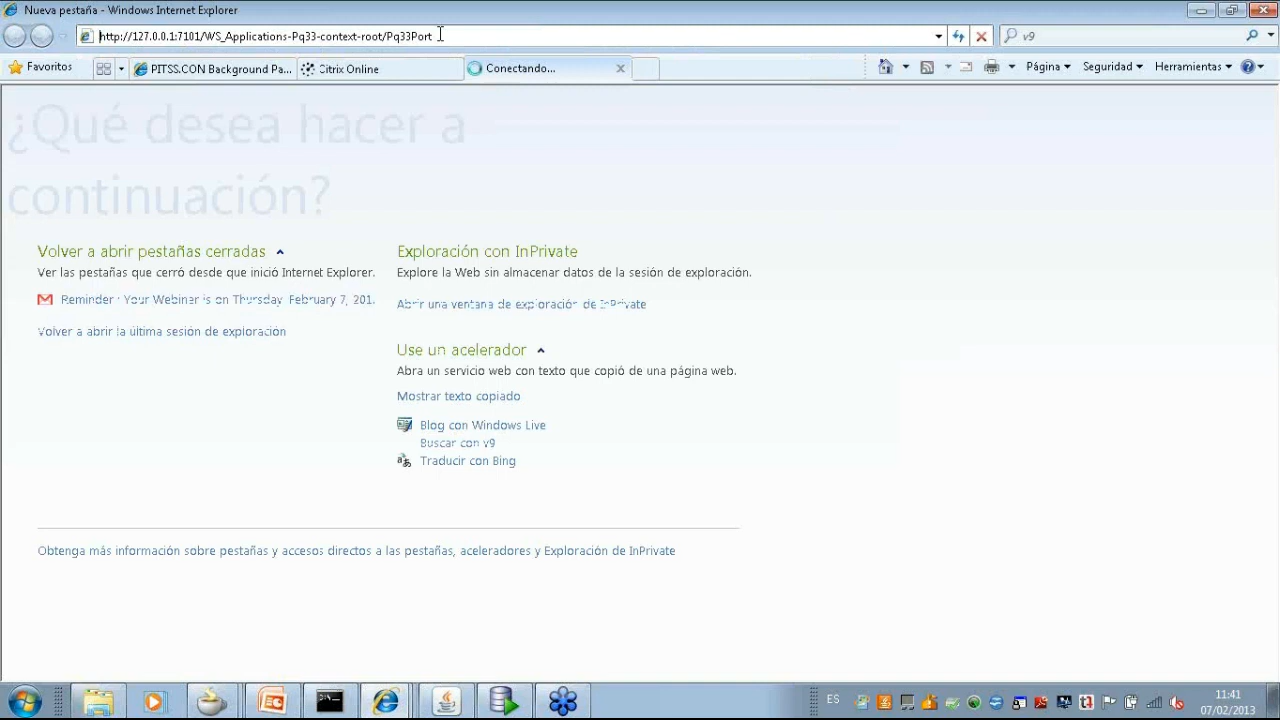 Nueva pestaña - Windows Internet Explorer
http://127.0.0.1:7101/WS_Applications-Pq33-context-root/Pq33Port
v9
Favoritos
PITSS.CON Background Pa...
Citrix Online
Conectando...
Página
Seguridad
Herramientas
¿Qué desea hacer a
continuación?
Volver a abrir pestañas cerradas
Ver las pestañas que cerró desde que inició Internet Explorer.
Reminder : Your Webinar is on Thursday, February 7, 201...
Volver a abrir la última sesión de exploración
Exploración con InPrivate
Explore la Web sin almacenar datos de la sesión de exploración.
Abrir una ventana de exploración de InPrivate
Use un acelerador
Abra un servicio web con texto que copió de una página web.
Mostrar texto copiado
Blog con Windows Live
Buscar con v9
Traducir con Bing
Obtenga más información sobre pestañas y accesos directos a las pestañas, aceleradores y Exploración de InPrivate
ES
11:41
07/02/2013